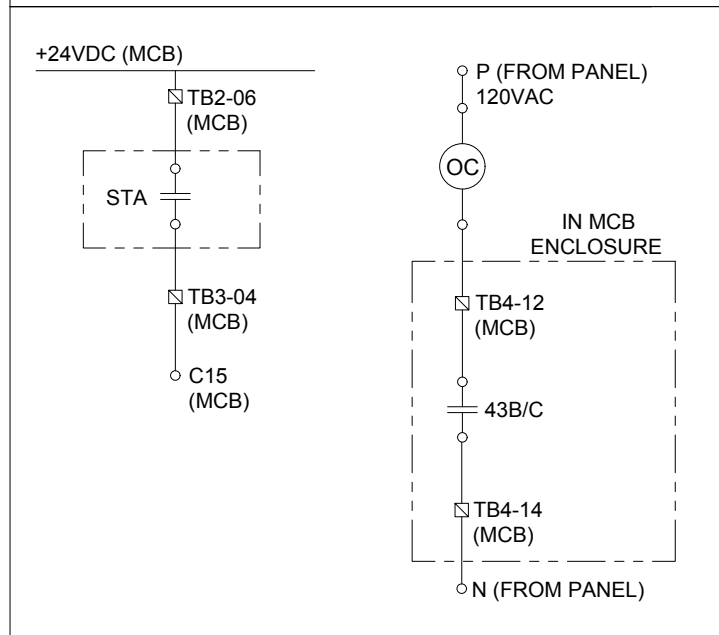 +24VDC (MCB)
TB2-06
(MCB)
STA
TB3-04
(MCB)
C15
(MCB)
P (FROM PANEL)
120VAC
OC
IN MCB
ENCLOSURE
TB4-12
(MCB)
43B/C
TB4-14
(MCB)
N (FROM PANEL)